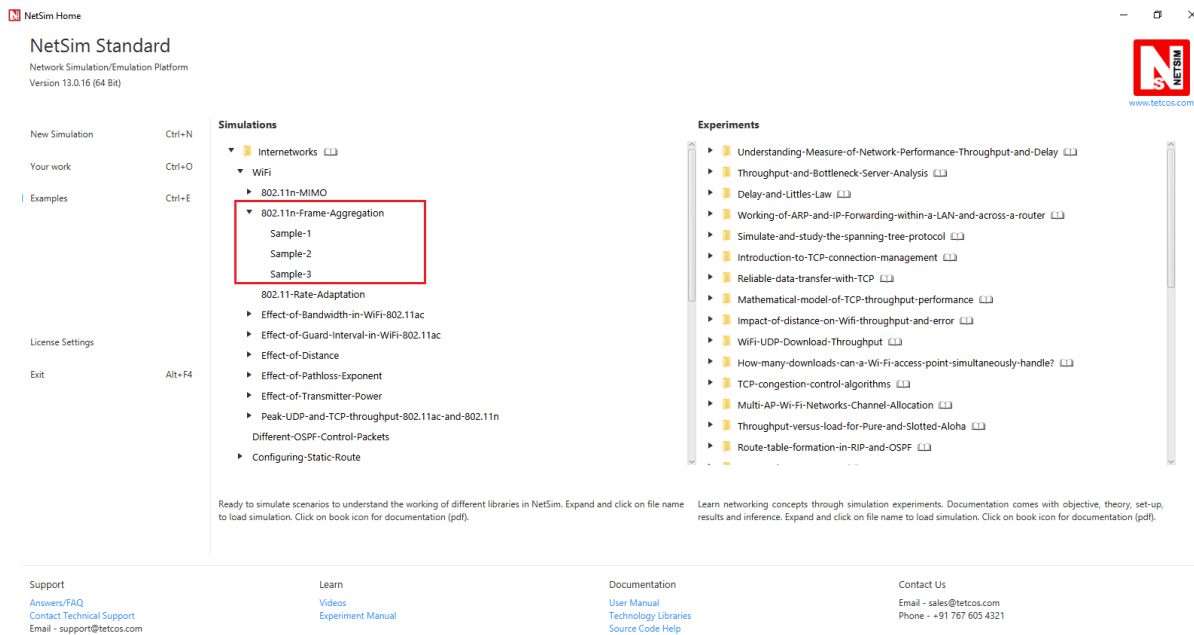 NetSim Home
NetSim Standard
Network Simulation/Emulation Platform
Version 13.0.16 (64 Bit)
NETSIM
N
S
www.tetcos.com
New Simulation Ctrl+N
Your work Ctrl+O
Examples Ctrl+E
License Settings
Exit Alt+F4
Simulations
Internetworks
WiFi
802.11n-MIMO
802.11n-Frame-Aggregation
Sample-1
Sample-2
Sample-3
802.11-Rate-Adaptation
Effect-of-Bandwidth-in-WiFi-802.11ac
Effect-of-Guard-Interval-in-WiFi-802.11ac
Effect-of-Distance
Effect-of-Pathloss-Exponent
Effect-of-Transmitter-Power
Peak-UDP-and-TCP-throughput-802.11ac-and-802.11n
Different-OSPF-Control-Packets
Configuring-Static-Route
Ready to simulate scenarios to understand the working of different libraries in NetSim. Expand and click on file name
to load simulation. Click on book icon for documentation (pdf).
Experiments
Understanding-Measure-of-Network-Performance-Throughput-and-Delay
Throughput-and-Bottleneck-Server-Analysis
Delay-and-Littles-Law
Working-of-ARP-and-IP-Forwarding-within-a-LAN-and-across-a-router
Simulate-and-study-the-spanning-tree-protocol
Introduction-to-TCP-connection-management
Reliable-data-transfer-with-TCP
Mathematical-model-of-TCP-throughput-performance
Impact-of-distance-on-Wifi-throughput-and-error
WiFi-UDP-Download-Throughput
How-many-downloads-can-a-Wi-Fi-access-point-simultaneously-handle?
TCP-congestion-control-algorithms
Multi-AP-Wi-Fi-Networks-Channel-Allocation
Throughput-versus-load-for-Pure-and-Slotted-Aloha
Route-table-formation-in-RIP-and-OSPF
Learn networking concepts through simulation experiments. Documentation comes with objective, theory, set-up,
results and inference. Expand and click on file name to load simulation. Click on book icon for documentation (pdf).
Support
Answers/FAQ
Contact Technical Support
Email - support@tetcos.com
Learn
Videos
Experiment Manual
Documentation
User Manual
Technology Libraries
Source Code Help
Contact Us
Email - sales@tetcos.com
Phone - +91 767 605 4321